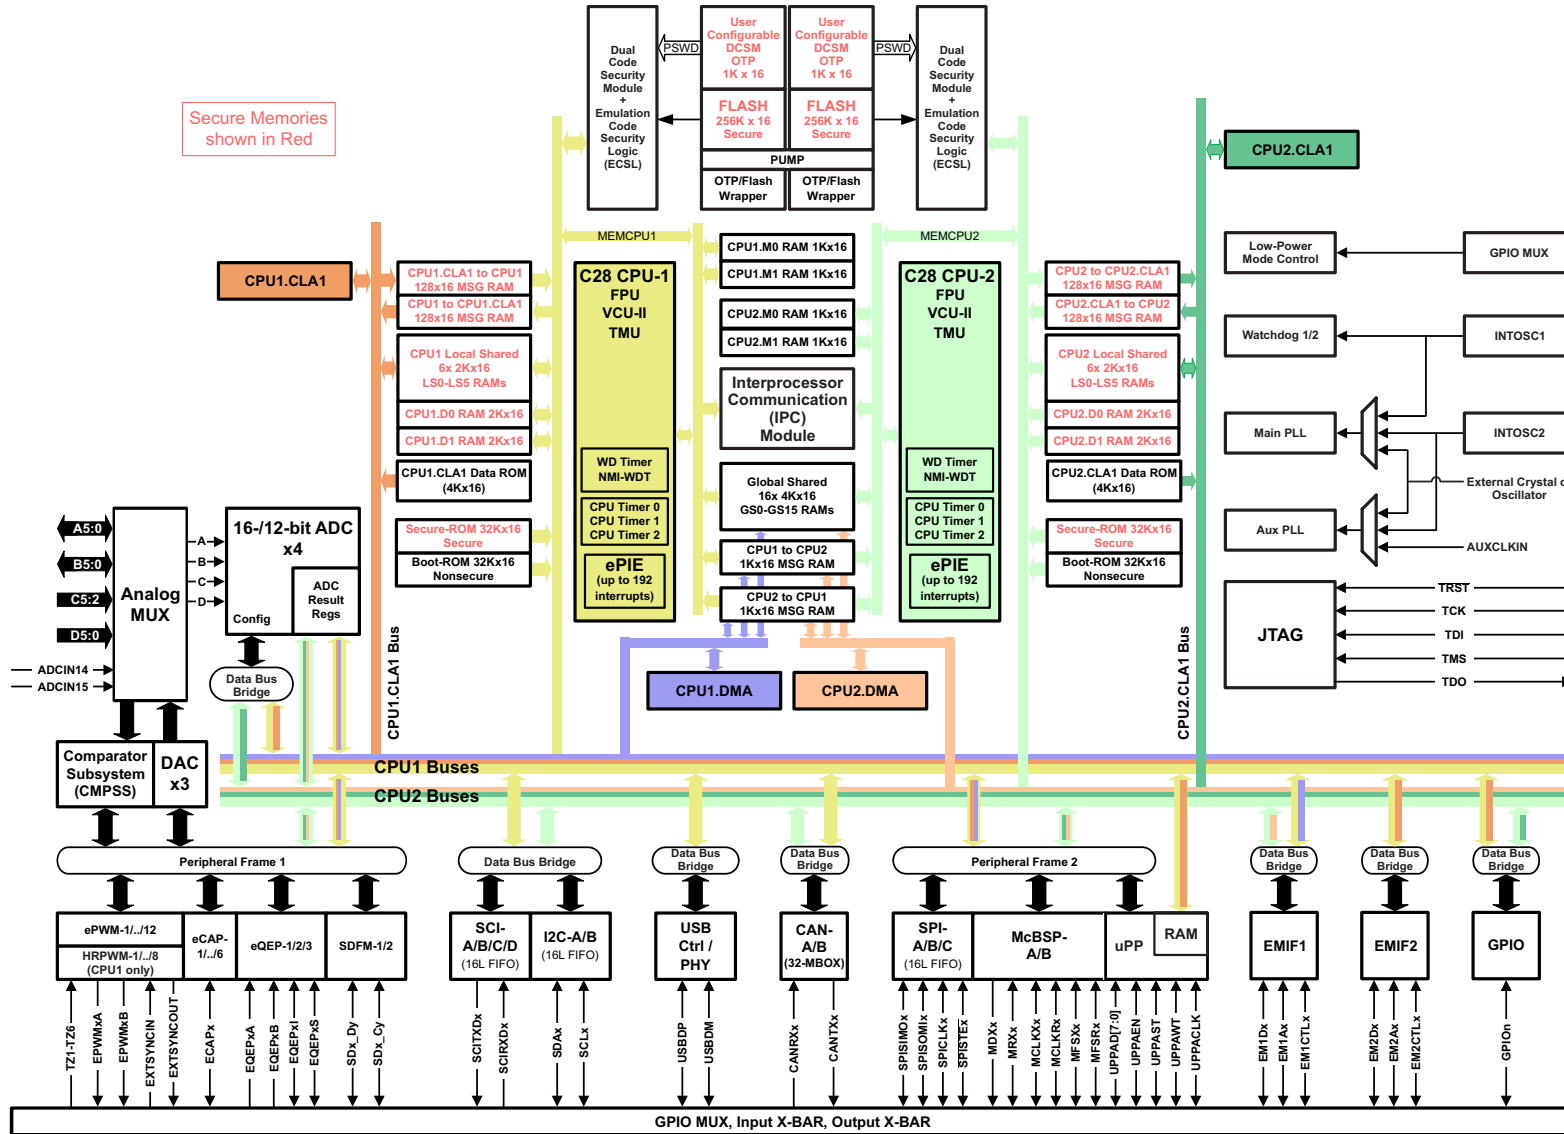 Secure Memories
shown in Red
Dual
Code
Security
Module
+
Emulation
Code
Security
Logic
(ECSL)
PSWD
User
Configurable
DCSM
OTP
1K x 16
FLASH
256K x 16
Secure
User
Configurable
DCSM
OTP
1K x 16
FLASH
256K x 16
Secure
PUMP
OTP/Flash
Wrapper
OTP/Flash
Wrapper
PSWD
Dual
Code
Security
Module
+
Emulation
Code
Security
Logic
(ECSL)
CPU2.CLA1
CPU1.CLA1
MEMCPU1
MEMCPU2
CPU1.CLA1 to CPU1
128x16 MSG RAM
CPU1 to CPU1.CLA1
128x16 MSG RAM
CPU1 Local Shared
6x 2Kx16
LS0-LS5 RAMs
CPU1.D0 RAM 2Kx16
CPU1.D1 RAM 2Kx16
CPU1.CLA1 Data ROM
(4Kx16)
Secure-ROM 32Kx16
Secure
Boot-ROM 32Kx16
Nonsecure
C28 CPU-1
FPU
VCU-II
TMU
WD Timer
NMI-WDT
CPU Timer 0
CPU Timer 1
CPU Timer 2
ePIE
(up to 192
interrupts)
CPU1.M0 RAM 1Kx16
CPU1.M1 RAM 1Kx16
CPU2.M0 RAM 1Kx16
CPU2.M1 RAM 1Kx16
Interprocessor
Communication
(IPC)
Module
Global Shared
16x 4Kx16
GS0-GS15 RAMs
CPU1 to CPU2
1Kx16 MSG RAM
CPU2 to CPU1
1Kx16 MSG RAM
C28 CPU-2
FPU
VCU-II
TMU
WD Timer
NMI-WDT
CPU Timer 0
CPU Timer 1
CPU Timer 2
ePIE
(up to 192
interrupts)
CPU2 to CPU2.CLA1
128x16 MSG RAM
CPU2.CLA1 to CPU2
128x16 MSG RAM
CPU2 Local Shared
6x 2Kx16
LS0-LS5 RAMs
CPU2.D0 RAM 2Kx16
CPU2.D1 RAM 2Kx16
CPU2.CLA1 Data ROM
(4Kx16)
Secure-ROM 32Kx16
Secure
Boot-ROM 32Kx16
Nonsecure
Low-Power
Mode Control
GPIO MUX
Watchdog 1/2
INTOSC1
Main PLL
INTOSC2
External Crystal o
Oscillator
Aux PLL
AUXCLKIN
JTAG
TRST
TCK
TDI
TMS
TDO
A5:0
B5:0
C5:2
D5:0
ADCIN14
ADCIN15
Analog
MUX
A
B
C
D
16-/12-bit ADC
x4
Config
ADC
Result
Regs
Data Bus
Bridge
CPU1.CLA1 Bus
CPU2.CLA1 Bus
CPU1.DMA
CPU2.DMA
Comparator
Subsystem
(CMPSS)
DAC
x3
CPU1 Buses
CPU2 Buses
Peripheral Frame 1
Data Bus Bridge
Data Bus
Bridge
Data Bus
Bridge
Peripheral Frame 2
Data Bus
Bridge
Data Bus
Bridge
Data Bus
Bridge
ePWM-1/../12
HRPWM-1/../8
(CPU1 only)
eCAP-
1/../6
eQEP-1/2/3
SDFM-1/2
SCI-
A/B/C/D
(16L FIFO)
I2C-A/B
(16L FIFO)
USB
Ctrl /
PHY
CAN-
A/B
(32-MBOX)
SPI-
A/B/C
(16L FIFO)
McBSP-
A/B
uPP
RAM
EMIF1
EMIF2
GPIO
TZ1-TZ6
EPWMxA
EPWMxB
EXTSYNCIN
EXTSYNCOUT
ECAPx
EQEPxA
EQEPxB
EQEPxI
EQEPxS
SDx_Dy
SDx_Cy
SCITXDx
SCIRXDx
SDAx
SCLx
USBDP
USBDM
CANRXx
CANTXx
SPISIMOx
SPISOMIx
SPICLKx
SPISTEx
MDXx
MRXx
MCLKXx
MCLKRx
MFSXx
MFSRx
UPPAD[7:0]
UPPAEN
UPPAST
UPPAWT
UPPACLK
EM1Dx
EM1Ax
EM1CTLx
EM2Dx
EM2Ax
EM2CTLx
GPIOn
GPIO MUX, Input X-BAR, Output X-BAR